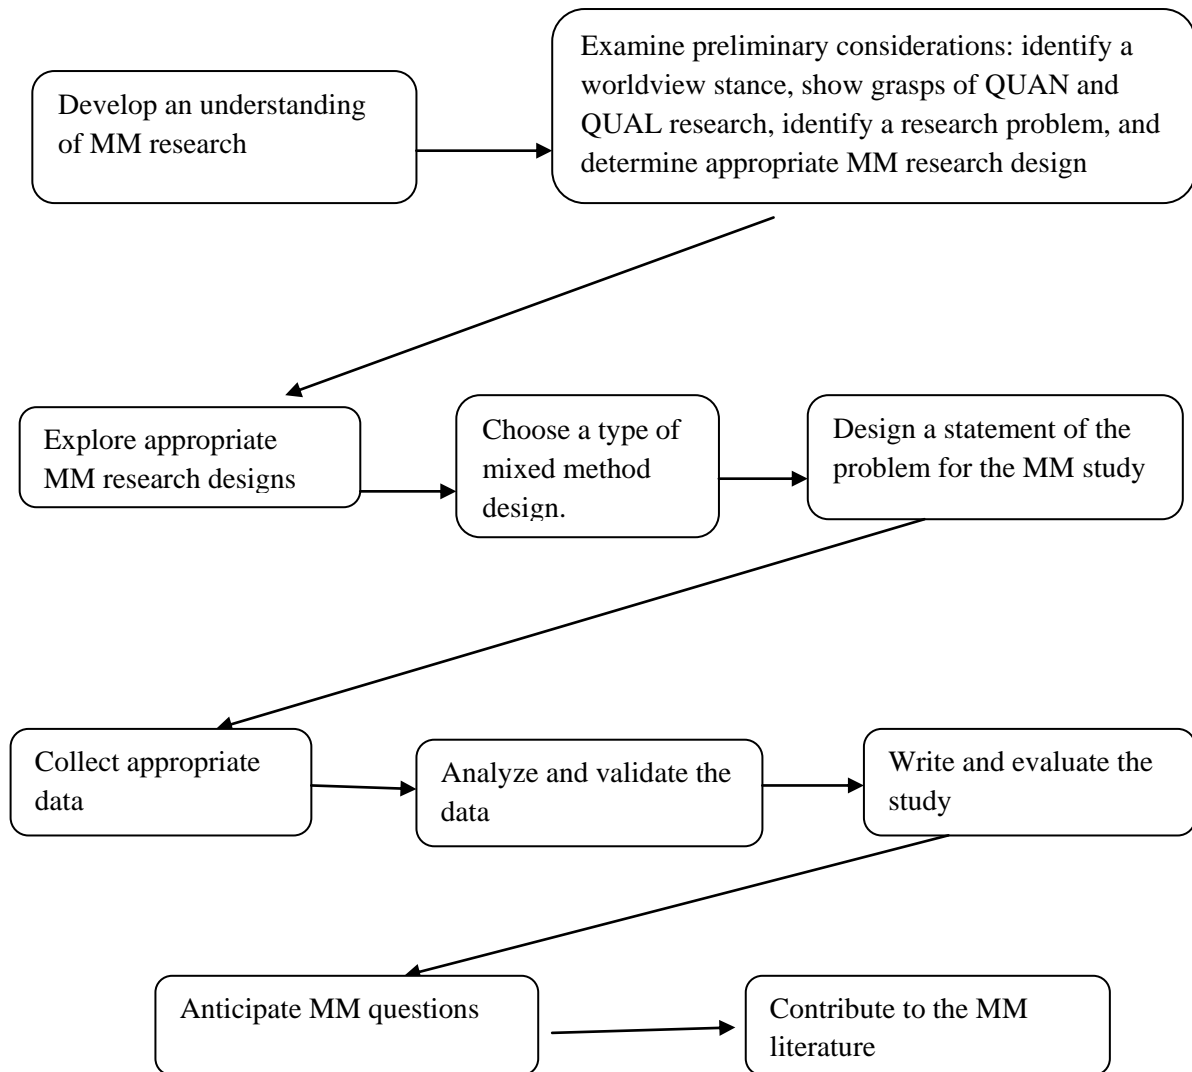 Develop an understanding
of MM research
Examine preliminary considerations: identify a
worldview stance, show grasps of QUAN and
QUAL research, identify a research problem, and
determine appropriate MM research design
Explore appropriate
MM research designs
Choose a type of
mixed method
design.
Design a statement of the
problem for the MM study
Collect appropriate
data
Analyze and validate the
data
Write and evaluate the
study
Anticipate MM questions
Contribute to the MM
literature